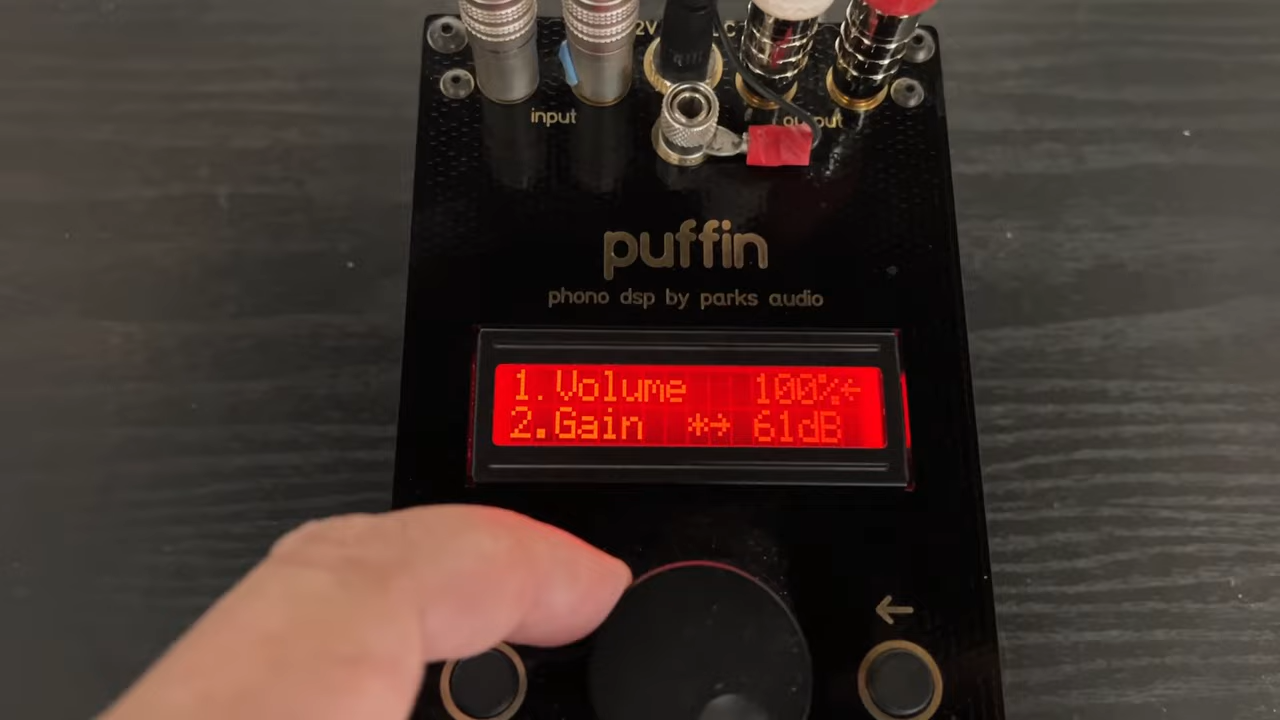 input
output
puffin
phono dsp by parks audio
1.Volume 100%←
2.Gain *→ 61dB
←